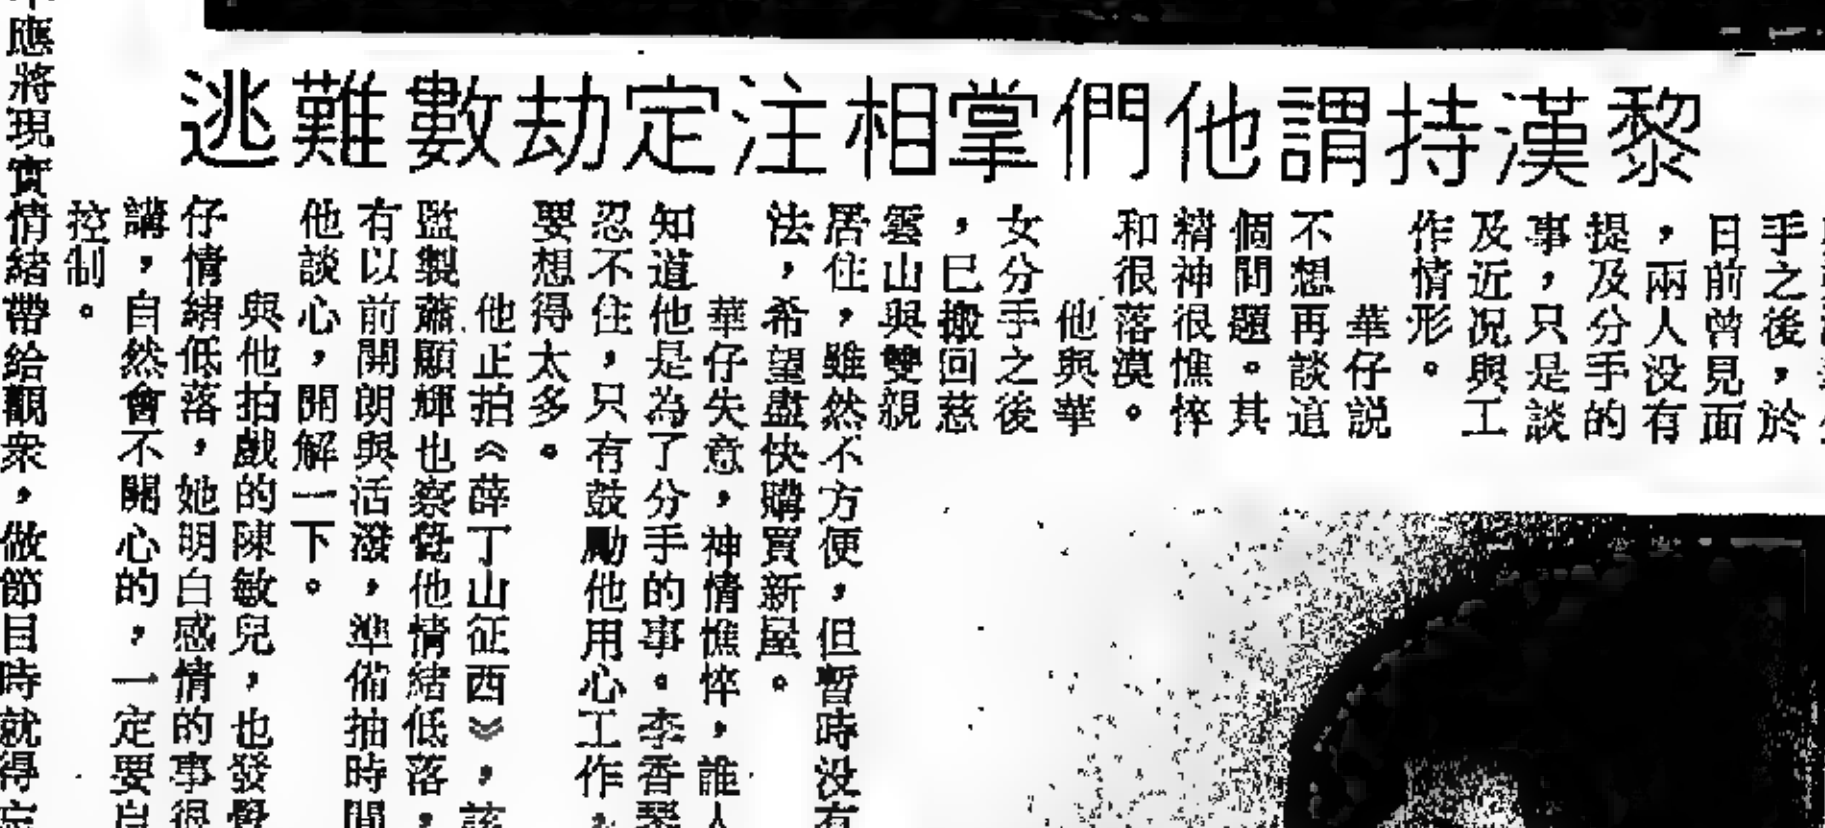 黎漢持謂他們掌相注定劫數難逃
手之後，於
日前曾見面
，兩人没有
提及分手的
事，只是談
及近况與工
作情形。
華仔説
不想再談這
個問題。其
精神很憔悴
和很落漠。
他與華
女分手之後
，已搬回慈
雲山與雙親
居住，雖然不方便，但暫時没有
法，希望盡快購買新屋。
華仔失意，神情憔悴，誰人
知道他是為了分手的事。李香琴
忍不住，只有鼓勵他用心工作，
要想得太多。
他正拍《薛丁山征西》，該
監製蕭顯輝也察覺他情緒低落，
有以前開朗與活潑，準備抽時間
他談心，開解一下。
與他拍戲的陳敏兒，也發覺
仔情緒低落，她明白感情的事很
講，自然會不關心的，一定要自
控制。
應將現實情緒帶給觀衆，做節目時就得忘